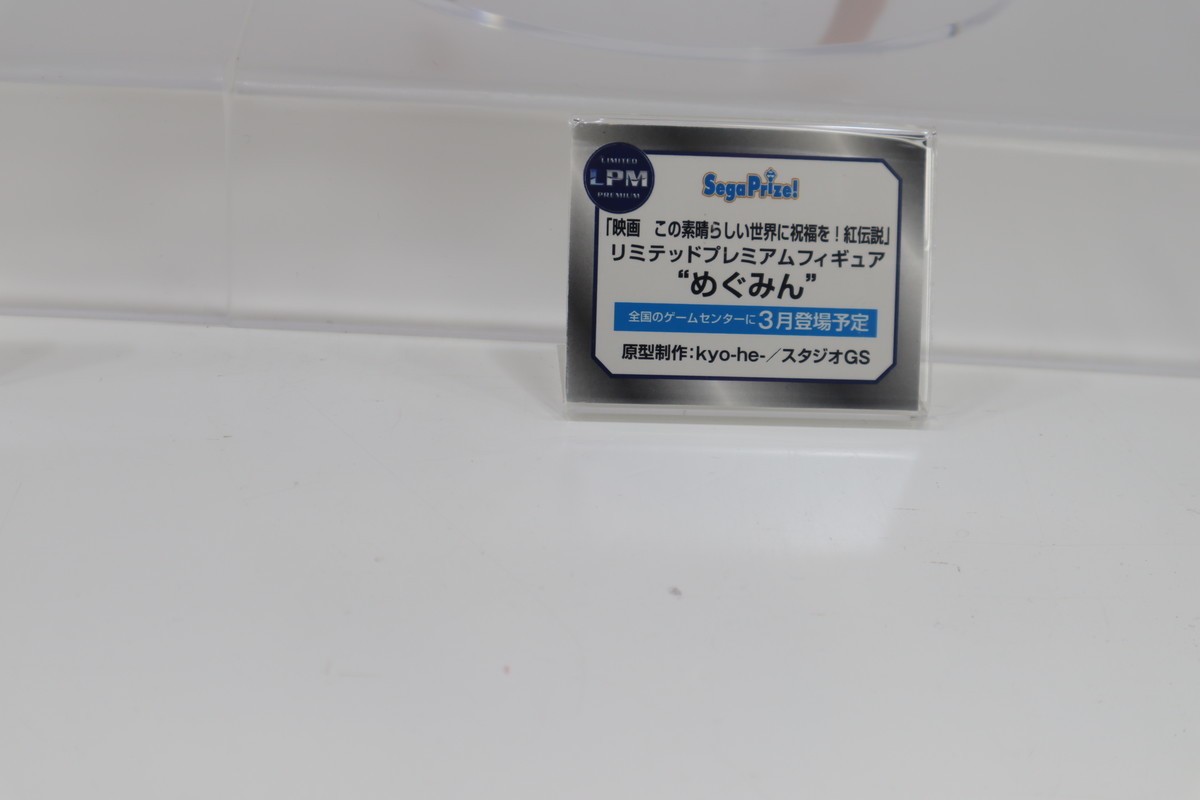 LIMITED
LPM
PREMIUM
SegaPrize!
「映画　この素晴らしい世界に祝福を！紅伝説」
リミテッドプレミアムフィギュア
“めぐみん”
全国のゲームセンターに3月登場予定
原型制作：kyo-he-／スタジオGS